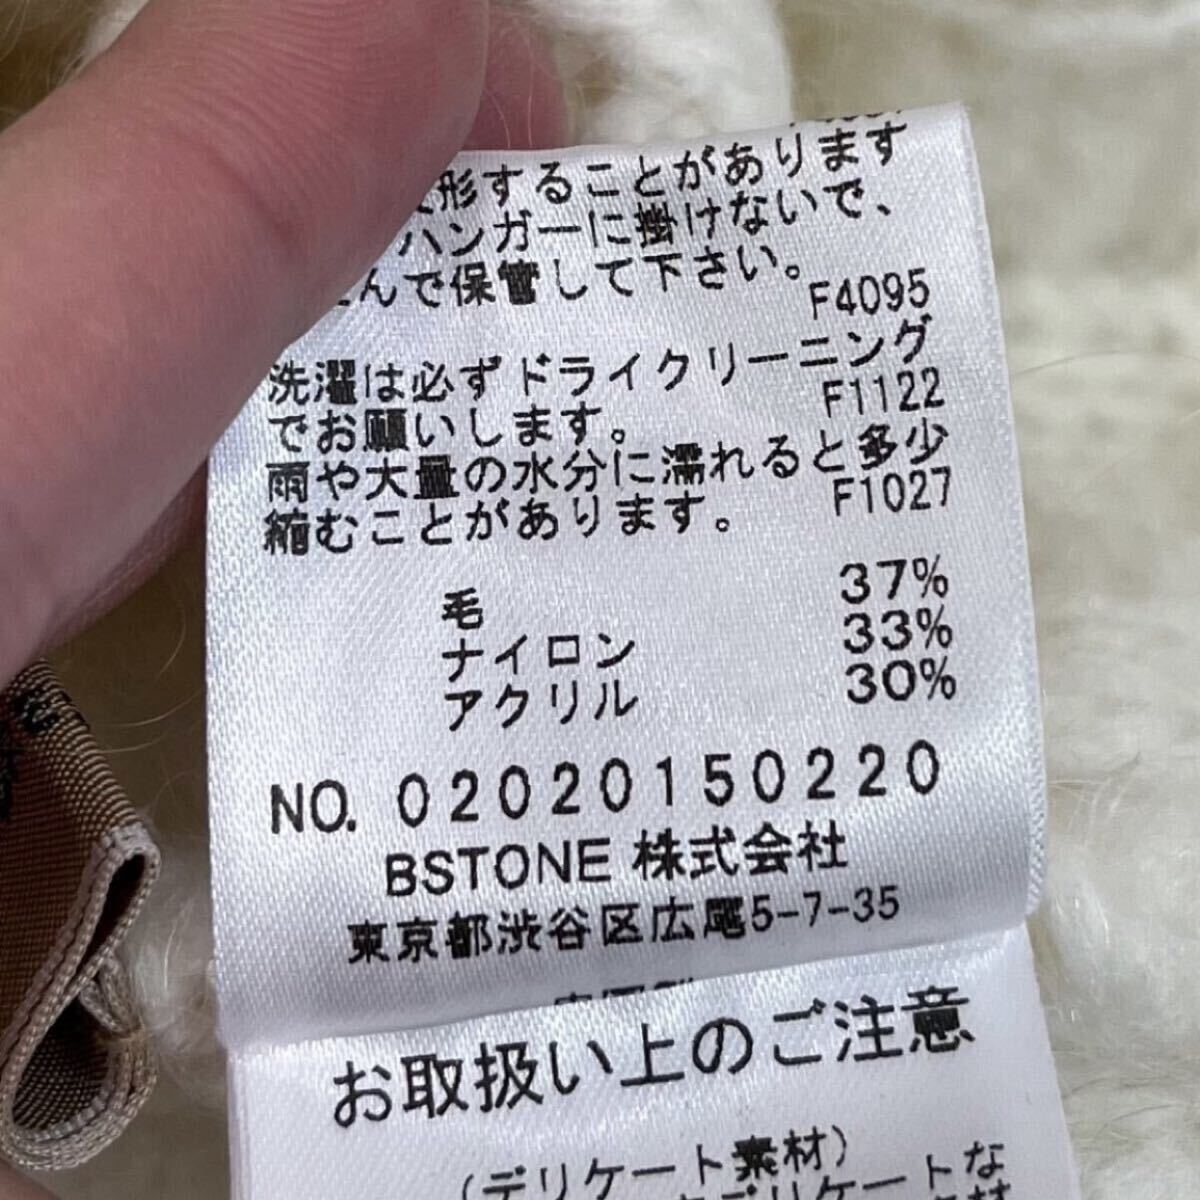 形することがあります
ハンガーに掛けないで、
んで保管して下さい。
F4095
洗濯は必ずドライクリーニング
でお願いします。
F1122
雨や大量の水分に濡れると多少
縮むことがあります。
F1027
毛 37%
ナイロン 33%
アクリル 30%
NO. 02020150220
BSTONE 株式会社
東京都渋谷区広尾5-7-35
お取扱い上のご注意
(デリケート素材)
デリケートな